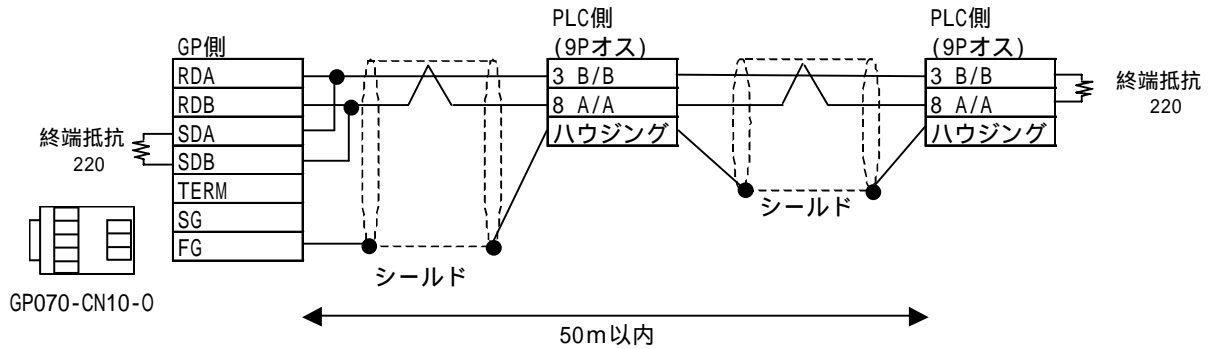 GP側
RDA
RDB
SDA
SDB
TERM
SG
FG
終端抵抗
220
GP070-CN10-O
シールド
PLC側
(9Pオス)
3 B/B
8 A/A
ハウジング
シールド
PLC側
(9Pオス)
3 B/B
8 A/A
ハウジング
終端抵抗
220
50m以内